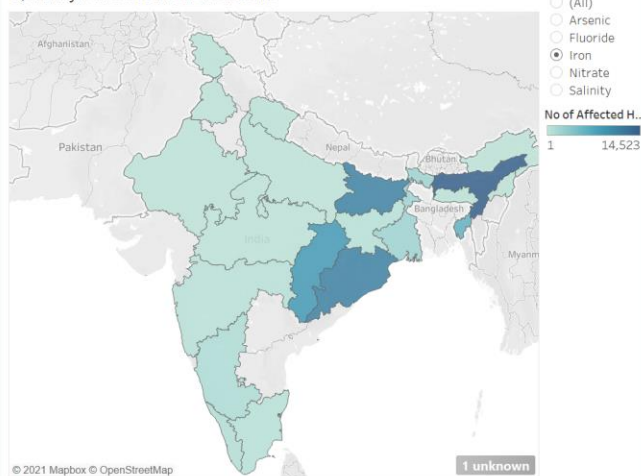 (All)
Arsenic
Fluoride
Iron
Nitrate
Salinity
No of Affected H..
1 14,523
Afghanistan
Pakistan
Nepal
Bhutan
Bangladesh
India
Myanm
© 2021 Mapbox © OpenStreetMap
1 unknown